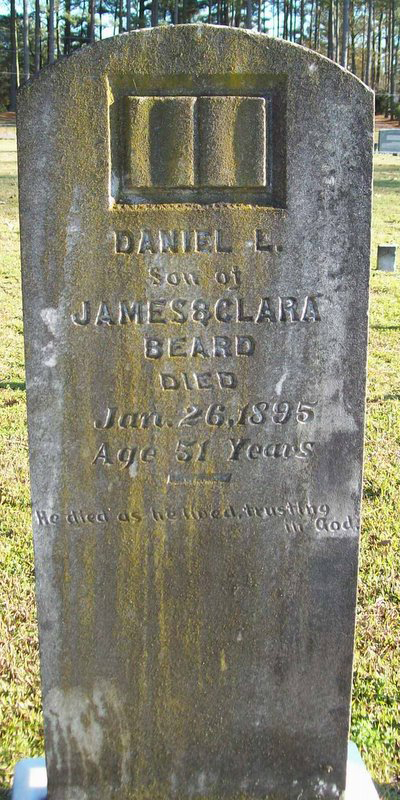 DANIEL L.
Son of
JAMES & CLARA
BEARD
DIED
Jan. 26, 1895
Age 51 Years
He died as he lived, trusting
in God.